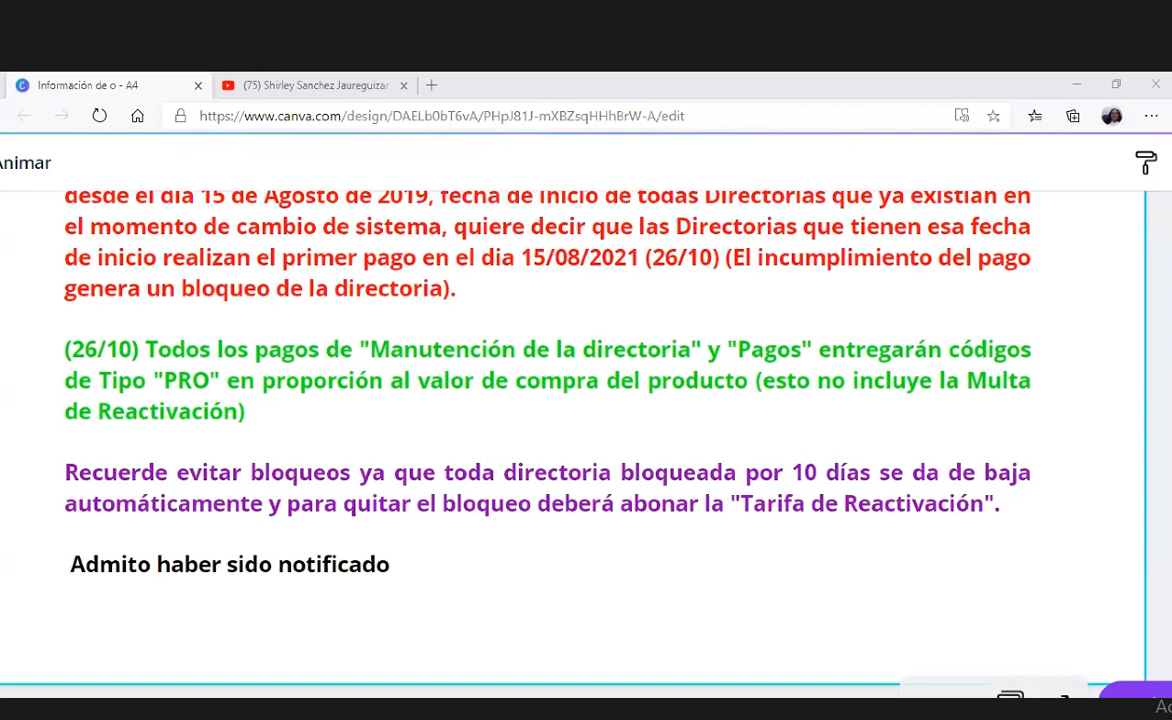 Información de o - A4
(75) Shirley Sanchez Jaureguizar
https://www.canva.com/design/DAELb0bT6vA/PHpJ81J-mXBZsqHHhBrW-A/edit
Animar
desde el día 15 de Agosto de 2019, fecha de inicio de todas Directorias que ya existían en
el momento de cambio de sistema, quiere decir que las Directorias que tienen esa fecha
de inicio realizan el primer pago en el dia 15/08/2021 (26/10) (El incumplimiento del pago
genera un bloqueo de la directoria).
(26/10) Todos los pagos de "Manutención de la directoria" y "Pagos" entregarán códigos
de Tipo "PRO" en proporción al valor de compra del producto (esto no incluye la Multa
de Reactivación)
Recuerde evitar bloqueos ya que toda directoria bloqueada por 10 días se da de baja
automáticamente y para quitar el bloqueo deberá abonar la "Tarifa de Reactivación".
Admito haber sido notificado